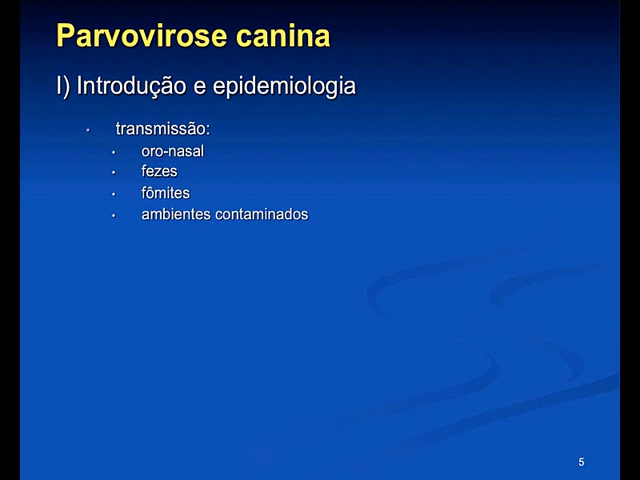 Parvovirose canina
I) Introdução e epidemiologia
• transmissão:
• oro-nasal
• fezes
• fômites
• ambientes contaminados
5